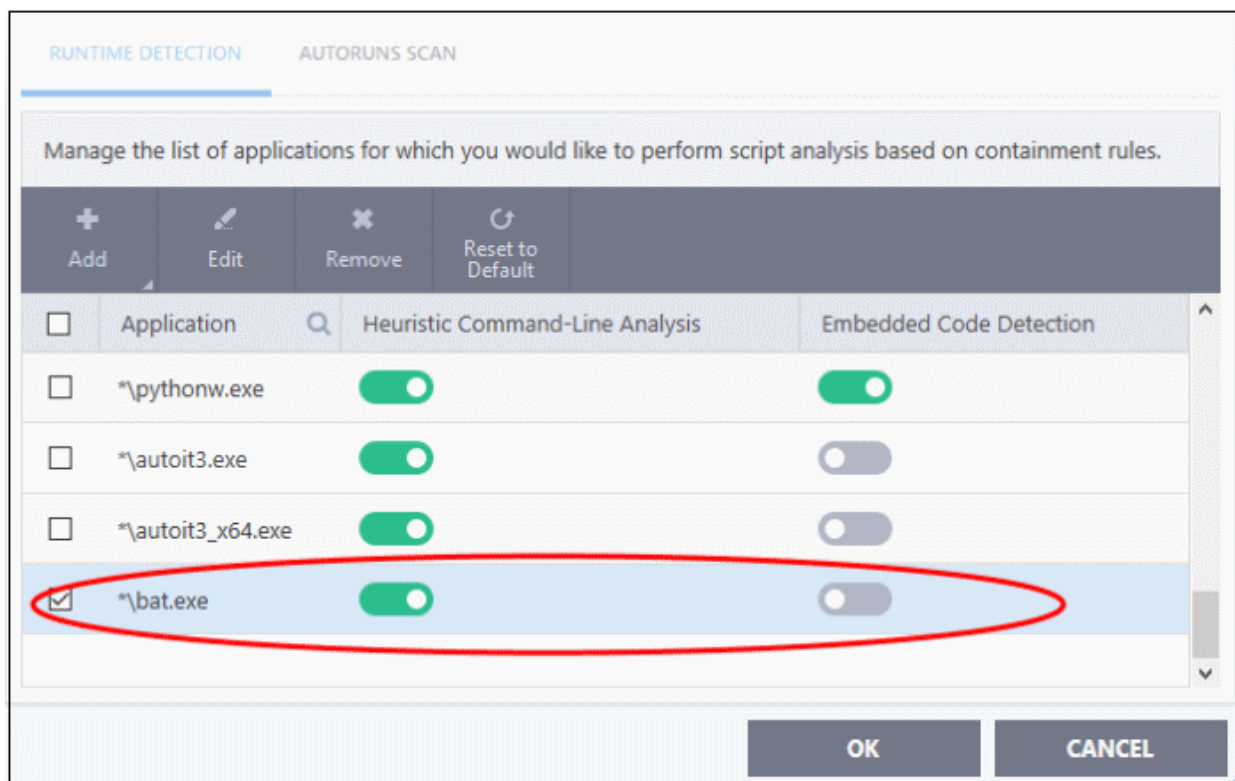 RUNTIME DETECTION AUTORUNS SCAN
Manage the list of applications for which you would like to perform script analysis based on containment rules.
Add Edit Remove Reset to Default
Application Heuristic Command-Line Analysis Embedded Code Detection
*\pythonw.exe
*\autoit3.exe
*\autoit3_x64.exe
*\bat.exe
OK CANCEL